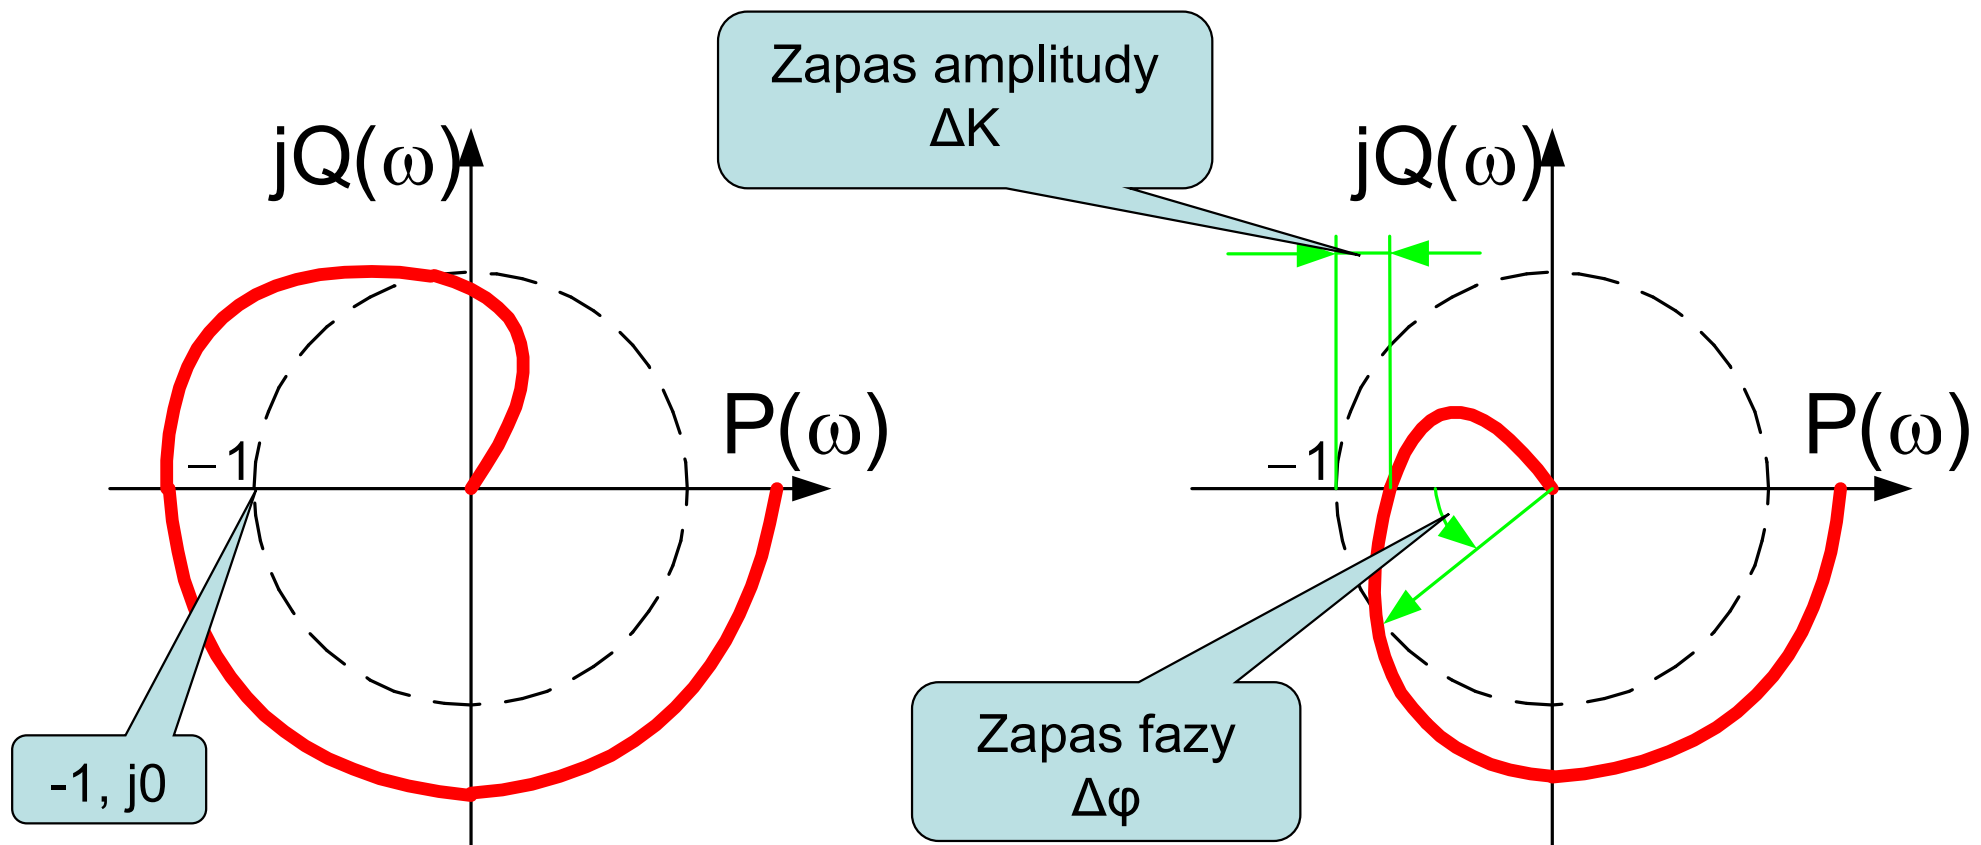 Zapas amplitudy
ΔK
jQ(ω)
jQ(ω)
P(ω)
P(ω)
−1
−1
Zapas fazy
Δφ
-1, j0